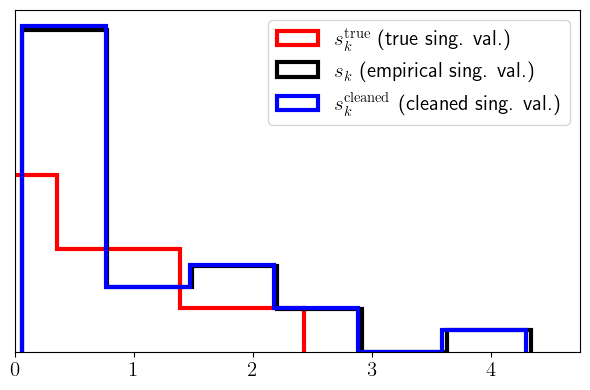 s_k^true (true sing. val.)
s_k (empirical sing. val.)
s_k^cleaned (cleaned sing. val.)
0 1 2 3 4